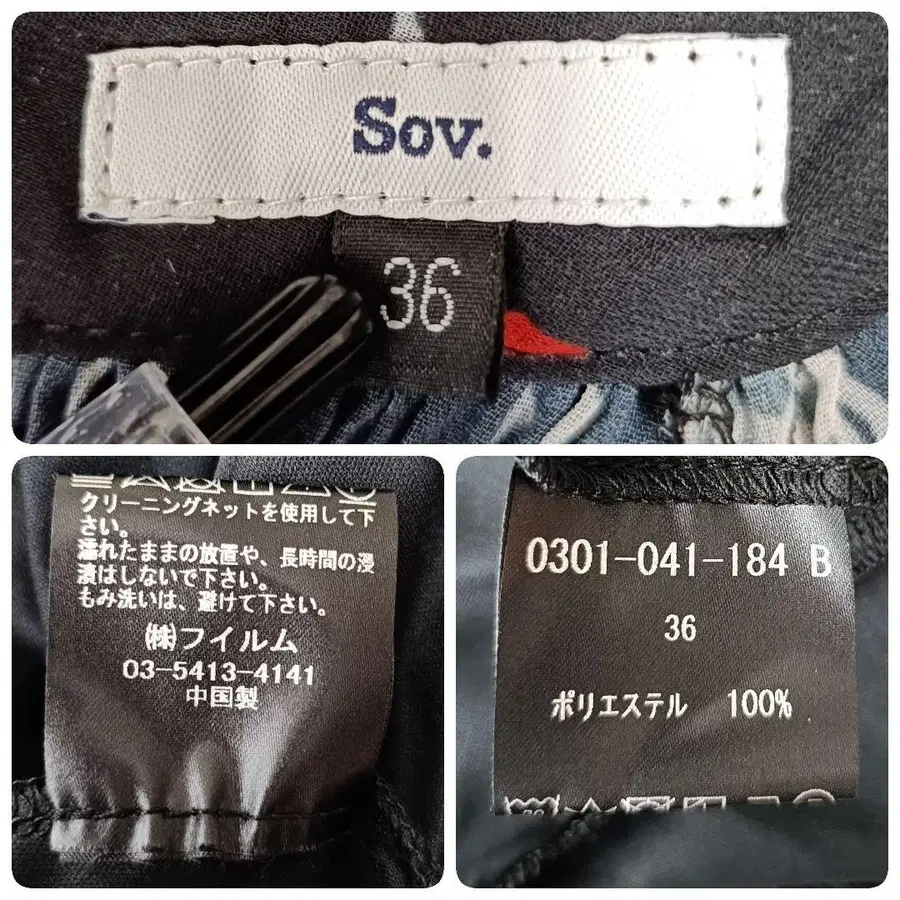 Sov.
36
クリーニングネットを使用して下
さい。
濡れたままの放置や、長時間の浸
漬はしないで下さい。
もみ洗いは、避けて下さい。
㈱フイルム
03-5413-4141
中国製
0301-041-184 B
36
ポリエステル 100%